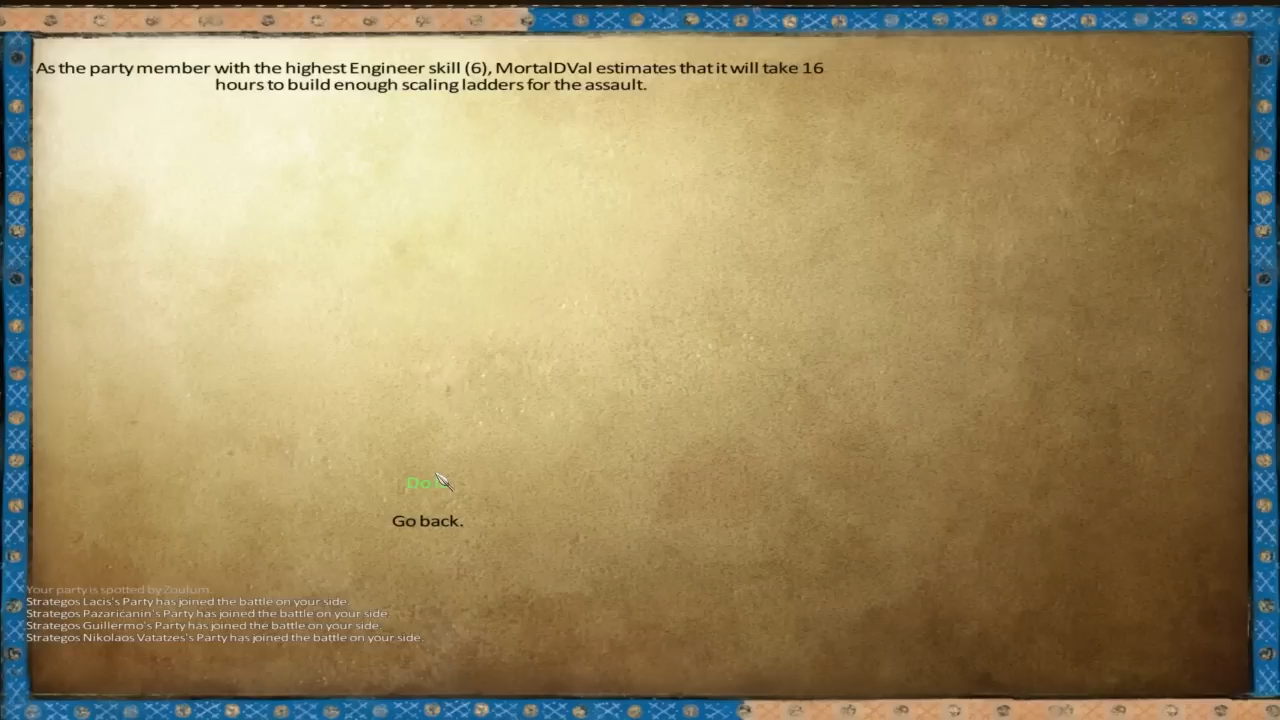 As the party member with the highest Engineer skill (6), MortalDVal estimates that it will take 16
hours to build enough scaling ladders for the assault.
Do
Go back.
Your party is spotted by Zoulum.
Strategos Lacis's Party has joined the battle on your side.
Strategos Pazarićanin's Party has joined the battle on your side.
Strategos Guillermo's Party has joined the battle on your side.
Strategos Nikolaos Vatatzes's Party has joined the battle on your side.